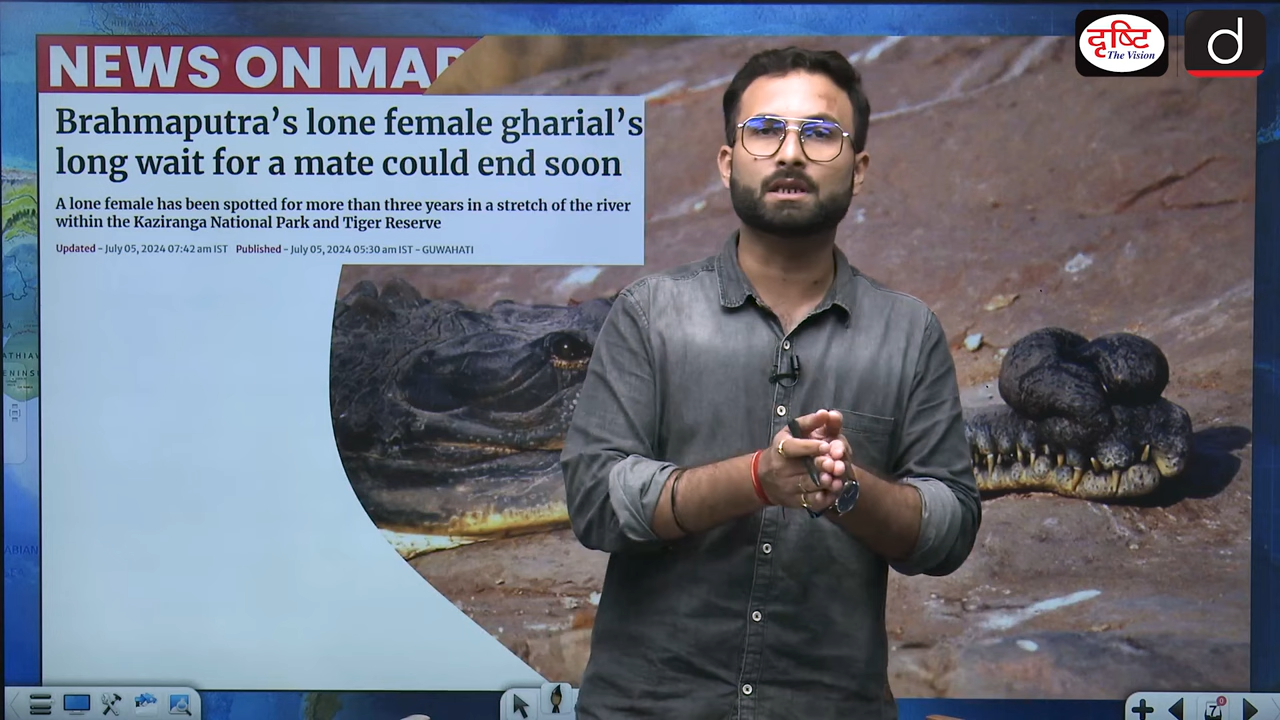 NEWS ON MAP
Brahmaputra’s lone female gharial’s
long wait for a mate could end soon
A lone female has been spotted for more than three years in a stretch of the river
within the Kaziranga National Park and Tiger Reserve
Updated - July 05, 2024 07:42 am IST Published - July 05, 2024 05:30 am IST - GUWAHATI
दृष्टि
The Vision
d
7